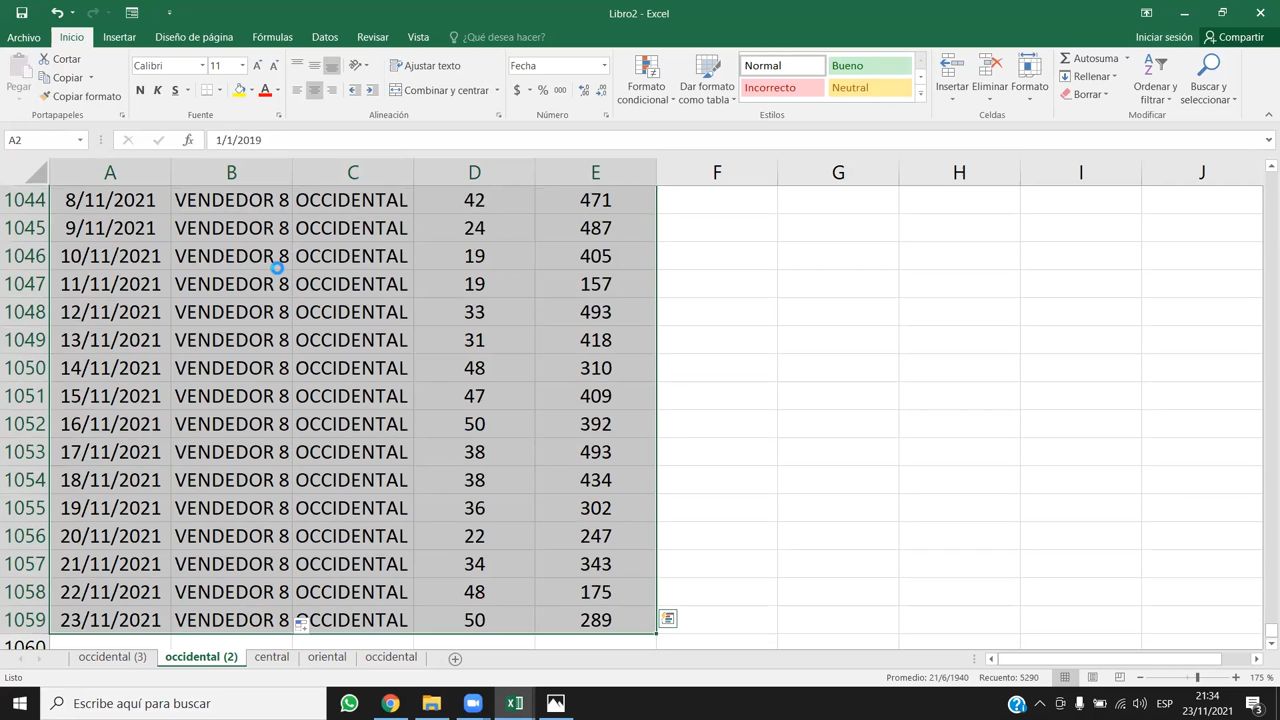 Libro2 - Excel
Archivo Inicio Insertar Diseño de página Fórmulas Datos Revisar Vista ¿Qué desea hacer? Iniciar sesión Compartir
Pegar
Cortar
Copiar
Copiar formato
Portapapeles
Calibri 11
N K S
Fuente
Ajustar texto
Combinar y centrar
Alineación
Fecha
$ % 000
Número
Formato condicional
Dar formato como tabla
Normal Bueno
Incorrecto Neutral
Estilos
Insertar Eliminar Formato
Celdas
Autosuma
Rellenar
Borrar
Ordenar y filtrar
Buscar y seleccionar
Modificar
A2 fx 1/1/2019
A B C D E F G H I J
1044 8/11/2021 VENDEDOR 8 OCCIDENTAL 42 471
1045 9/11/2021 VENDEDOR 8 OCCIDENTAL 24 487
1046 10/11/2021 VENDEDOR 8 OCCIDENTAL 19 405
1047 11/11/2021 VENDEDOR 8 OCCIDENTAL 19 157
1048 12/11/2021 VENDEDOR 8 OCCIDENTAL 33 493
1049 13/11/2021 VENDEDOR 8 OCCIDENTAL 31 418
1050 14/11/2021 VENDEDOR 8 OCCIDENTAL 48 310
1051 15/11/2021 VENDEDOR 8 OCCIDENTAL 47 409
1052 16/11/2021 VENDEDOR 8 OCCIDENTAL 50 392
1053 17/11/2021 VENDEDOR 8 OCCIDENTAL 38 493
1054 18/11/2021 VENDEDOR 8 OCCIDENTAL 38 434
1055 19/11/2021 VENDEDOR 8 OCCIDENTAL 36 302
1056 20/11/2021 VENDEDOR 8 OCCIDENTAL 22 247
1057 21/11/2021 VENDEDOR 8 OCCIDENTAL 34 343
1058 22/11/2021 VENDEDOR 8 OCCIDENTAL 48 175
1059 23/11/2021 VENDEDOR 8 OCCIDENTAL 50 289
1060
occidental (3) occidental (2) central oriental occidental
Listo Promedio: 21/6/1940 Recuento: 5290 175 %
Escribe aquí para buscar ESP 21:34
23/11/2021